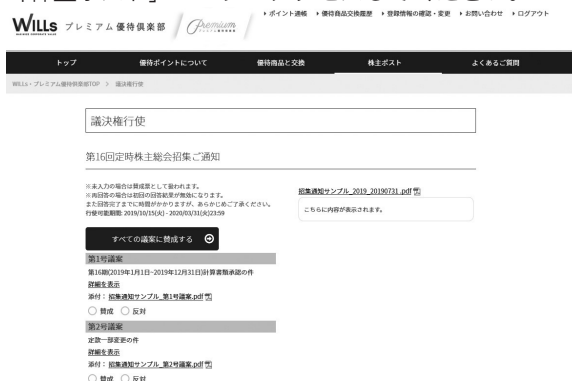 WILLs プレミアム優待倶楽部 Premium
ポイント通帳 優待商品交換履歴 登録情報の確認・変更 お問い合わせ ログアウト
トップ 優待ポイントについて 優待商品と交換 株主ポスト よくあるご質問
WILLs・プレミアム優待倶楽部TOP > 議決権行使
議決権行使
第16回定時株主総会招集ご通知
※未入力の場合は賛成票として扱われます。
※再回答の場合は初回の回答結果が無効になります。
また回答完了までに時間がかかりますが、あらかじめご了承ください。
行使可能期間: 2019/10/15(火) - 2020/03/31(火)23:59
招集通知サンプル_2019_20190731_.pdf
こちらに内容が表示されます。
すべての議案に賛成する
第1号議案
第16期(2019年1月1日~2019年12月31日)計算書類承認の件
詳細を表示
添付: 招集通知サンプル_第1号議案.pdf
賛成 反対
第2号議案
定款一部変更の件
詳細を表示
添付: 招集通知サンプル_第2号議案.pdf
賛成 反対